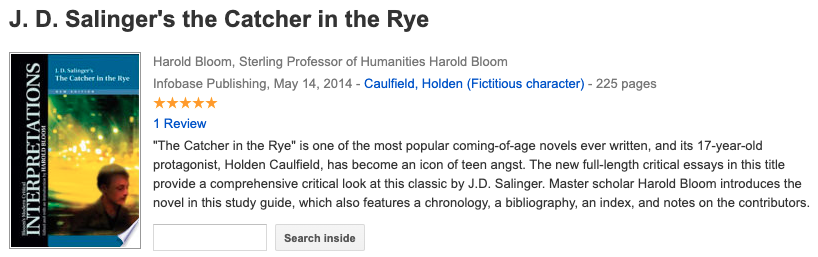 J. D. Salinger's the Catcher in the Rye
Harold Bloom, Sterling Professor of Humanities Harold Bloom
Infobase Publishing, May 14, 2014 - Caulfield, Holden (Fictitious character) - 225 pages
1 Review
"The Catcher in the Rye" is one of the most popular coming-of-age novels ever written, and its 17-year-old
protagonist, Holden Caulfield, has become an icon of teen angst. The new full-length critical essays in this title
provide a comprehensive critical look at this classic by J.D. Salinger. Master scholar Harold Bloom introduces the
novel in this study guide, which also features a chronology, a bibliography, an index, and notes on the contributors.
Search inside
J. D. Salinger's
The Catcher in the Rye
NEW EDITION
Bloom's Modern Critical
INTERPRETATIONS
Edited and with an Introduction by HAROLD BLOOM